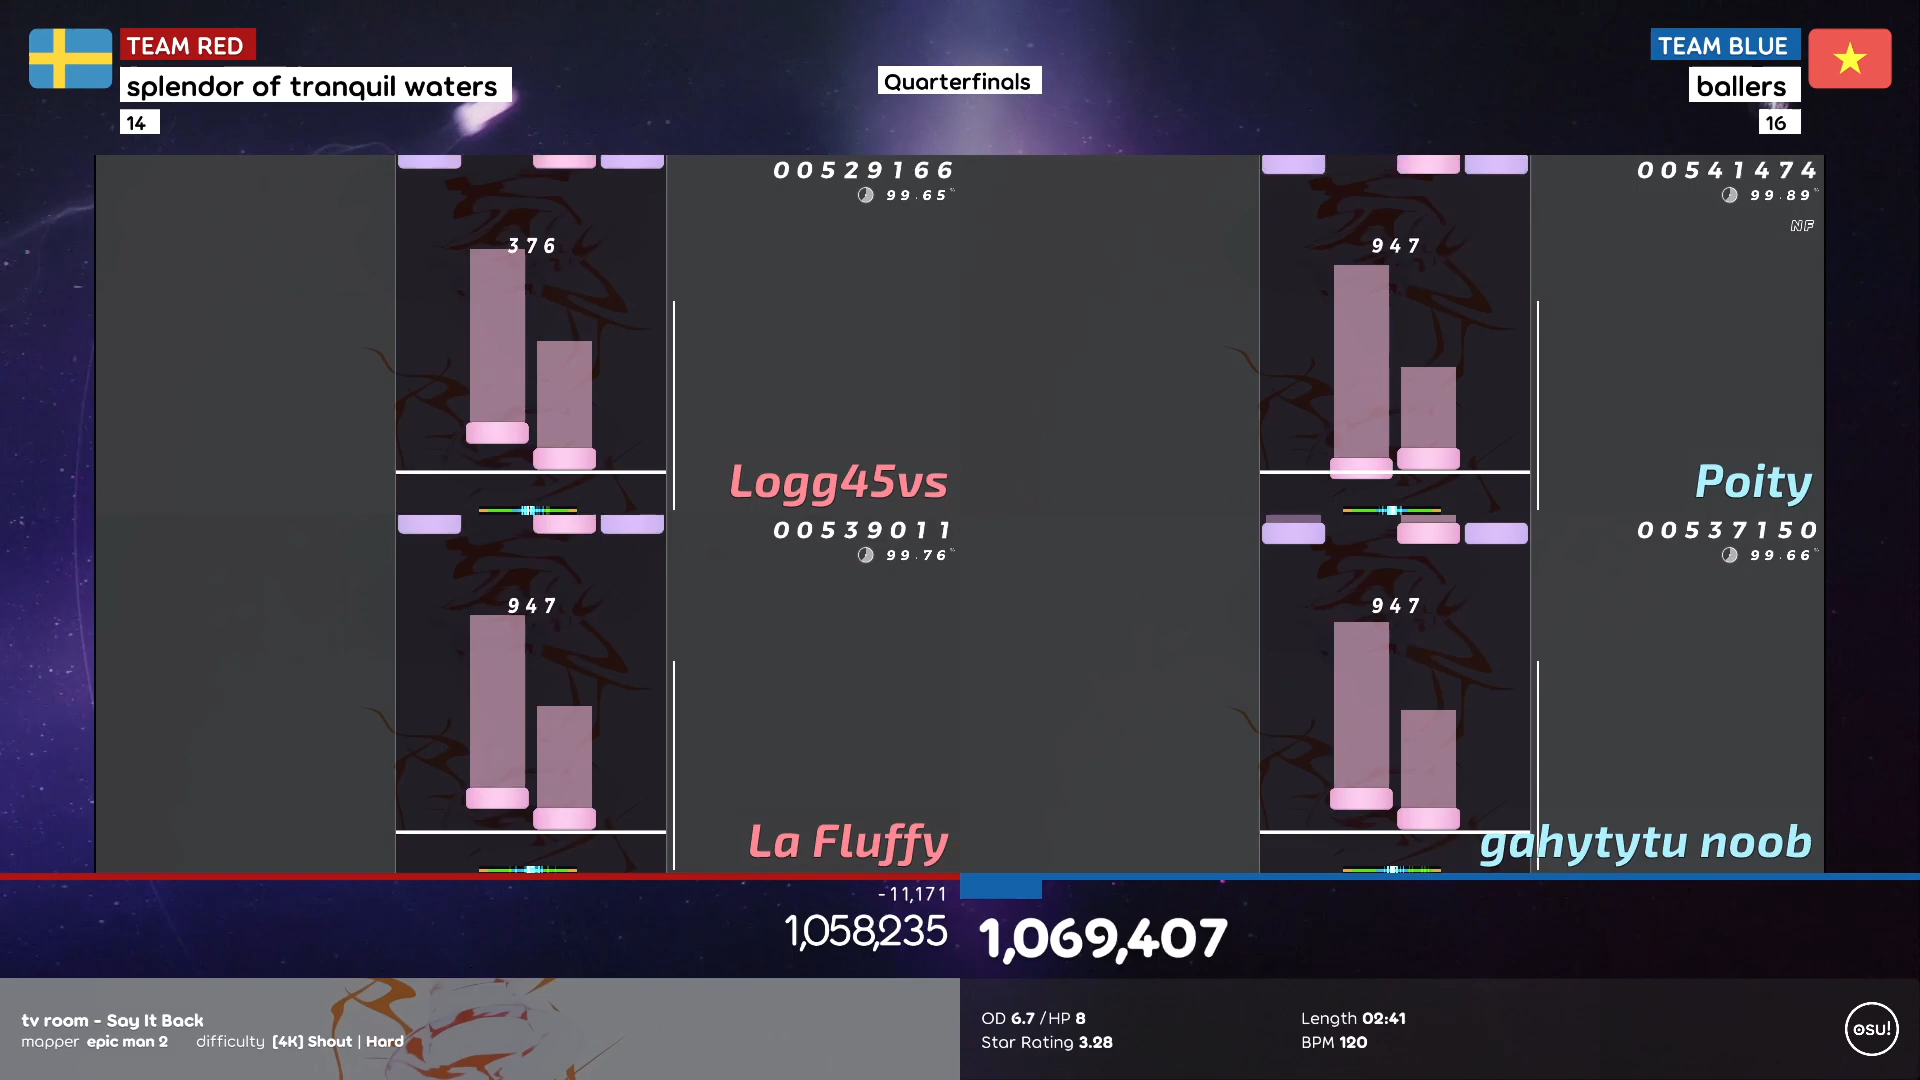 TEAM RED
splendor of tranquil waters
14
Quarterfinals
TEAM BLUE
ballers
16
00529166
99.65%
376
Logg45vs
00541474
99.89%
NF
947
Poity
00539011
99.76%
947
La Fluffy
00537150
99.66%
947
gahytytu noob
-11,171
1,058,235
1,069,407
tv room - Say It Back
mapper epic man 2 difficulty [4K] Shout | Hard
OD 6.7 / HP 8
Star Rating 3.28
Length 02:41
BPM 120
osu!